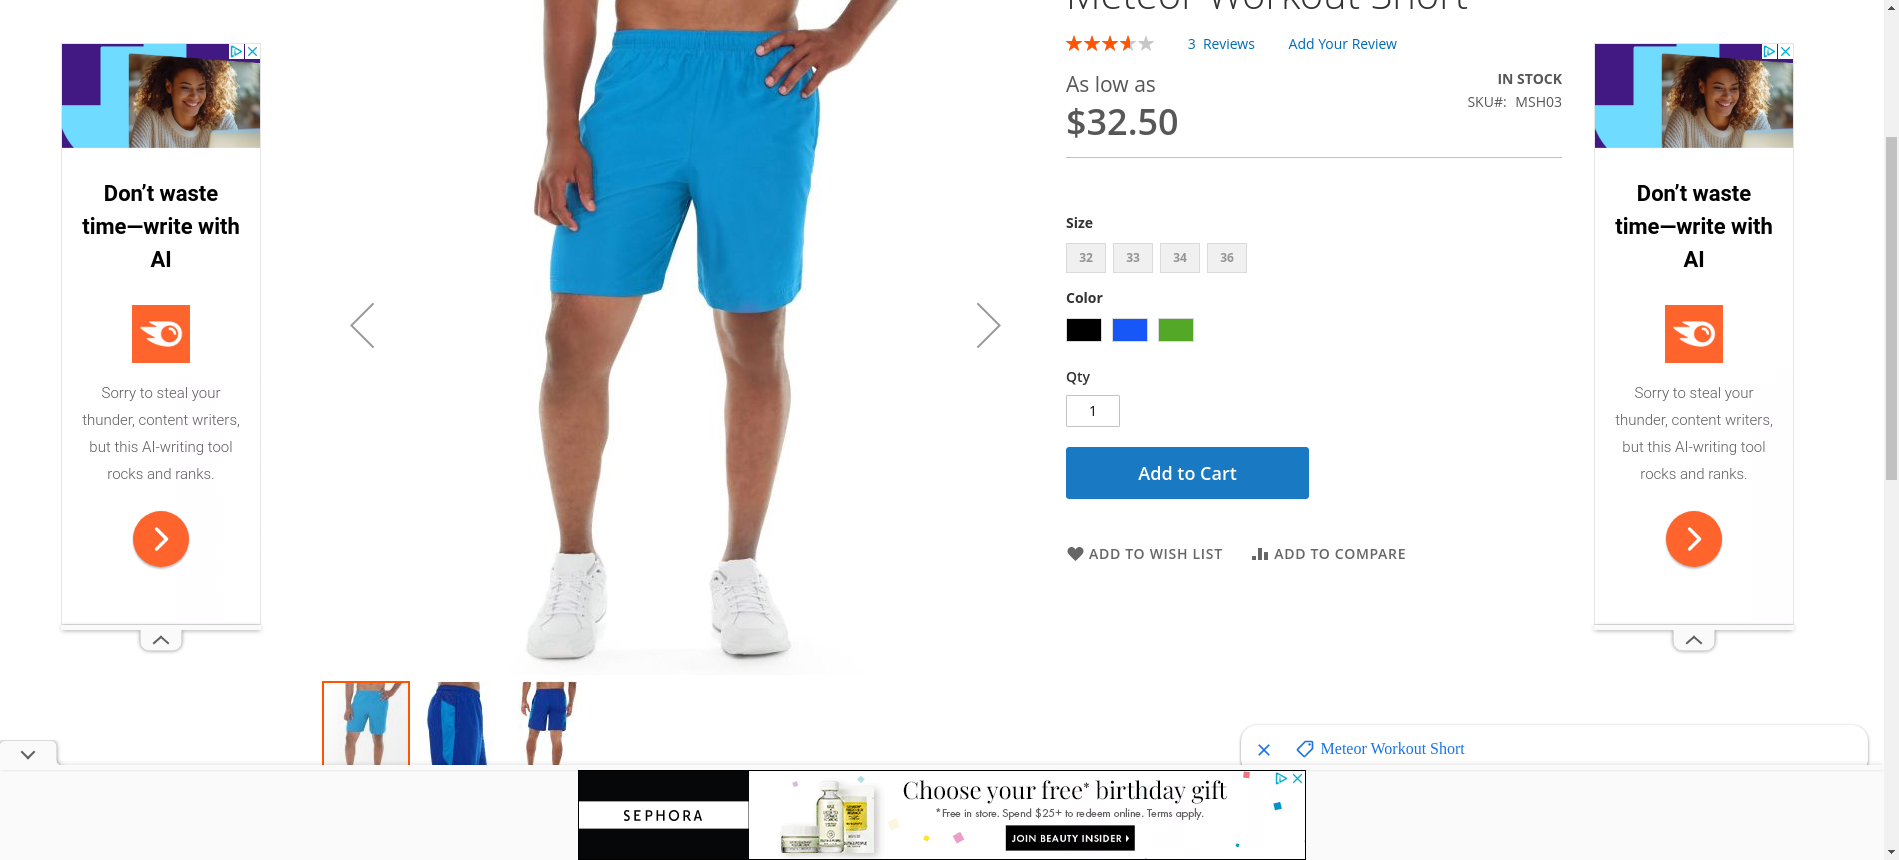 Meteor Workout Short
3 Reviews
Add Your Review
As low as
$32.50
IN STOCK
SKU#: MSH03
Size
32
33
34
36
Color
Qty
1
Add to Cart
ADD TO WISH LIST
ADD TO COMPARE
Don’t waste
time—write with
AI
Sorry to steal your
thunder, content writers,
but this AI-writing tool
rocks and ranks.
Don’t waste
time—write with
AI
Sorry to steal your
thunder, content writers,
but this AI-writing tool
rocks and ranks.
Meteor Workout Short
SEPHORA
Choose your free* birthday gift
*Free in store. Spend $25+ to redeem online. Terms apply.
JOIN BEAUTY INSIDER